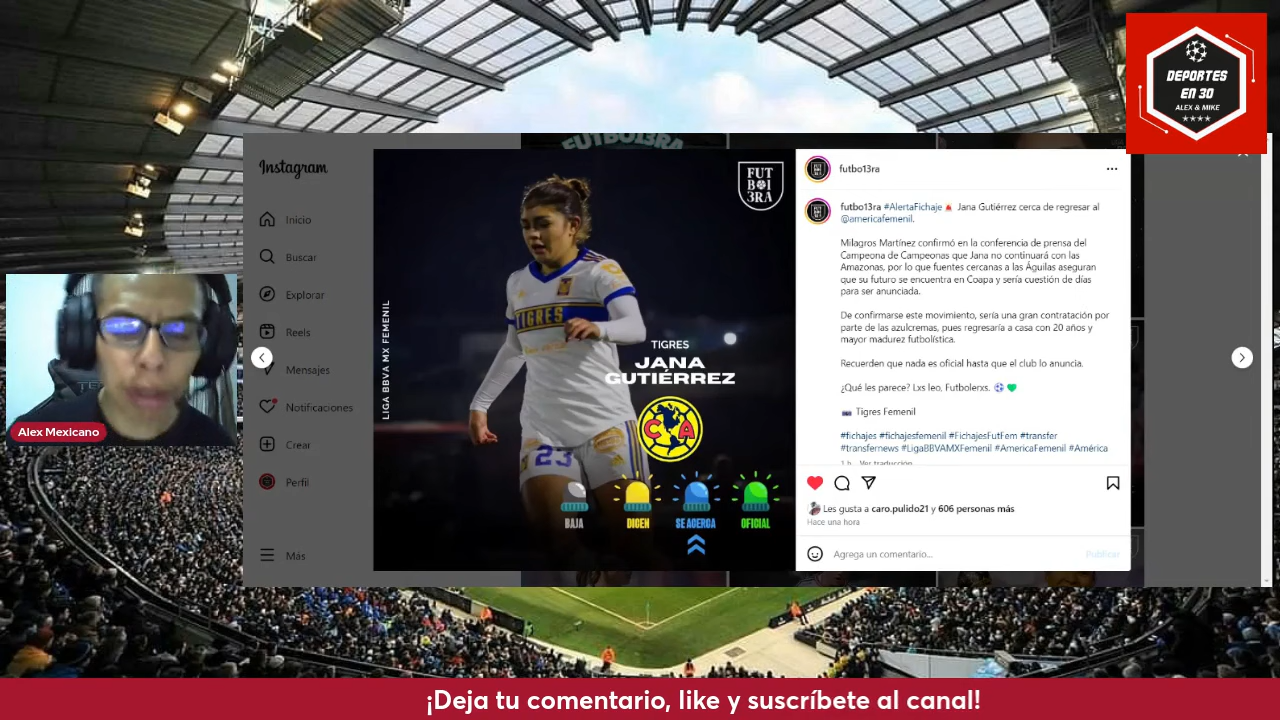 DEPORTES
EN 30
ALEX & MIKE
Instagram
Inicio
Buscar
Explorar
Reels
Mensajes
Notificaciones
Crear
Perfil
Más
Alex Mexicano
FUTBO13RA
FUT
BOI
3RA
LIGA BBVA MX FEMENIL
TIGRES
23
TIGRES
JANA
GUTIÉRREZ
CA
BAJA
DICEN
SE ACERCA
OFICIAL
futbo13ra
futbo13ra #AlertaFichaje🚨 Jana Gutiérrez cerca de regresar al
@americafemenil.
Milagros Martínez confirmó en la conferencia de prensa del
Campeona de Campeonas que Jana no continuará con las
Amazonas, por lo que fuentes cercanas a las Águilas aseguran
que su futuro se encuentra en Coapa y sería cuestión de días
para ser anunciada.
De confirmarse este movimiento, sería una gran contratación por
parte de las azulcremas, pues regresaría a casa con 20 años y
mayor madurez futbolística.
Recuerden que nada es oficial hasta que el club lo anuncia.
¿Qué les parece? Lxs leo, Futbolerxs. ⚽💚
📷 Tigres Femenil
#fichajes #fichajesfemenil #FichajesFutFem #transfer
#transfernews #LigaBBVAMXFemenil #AmericaFemenil #América
1 h Ver traducción
Les gusta a caro.pulido21 y 606 personas más
Hace una hora
Agrega un comentario...
Publicar
¡Deja tu comentario, like y suscríbete al canal!